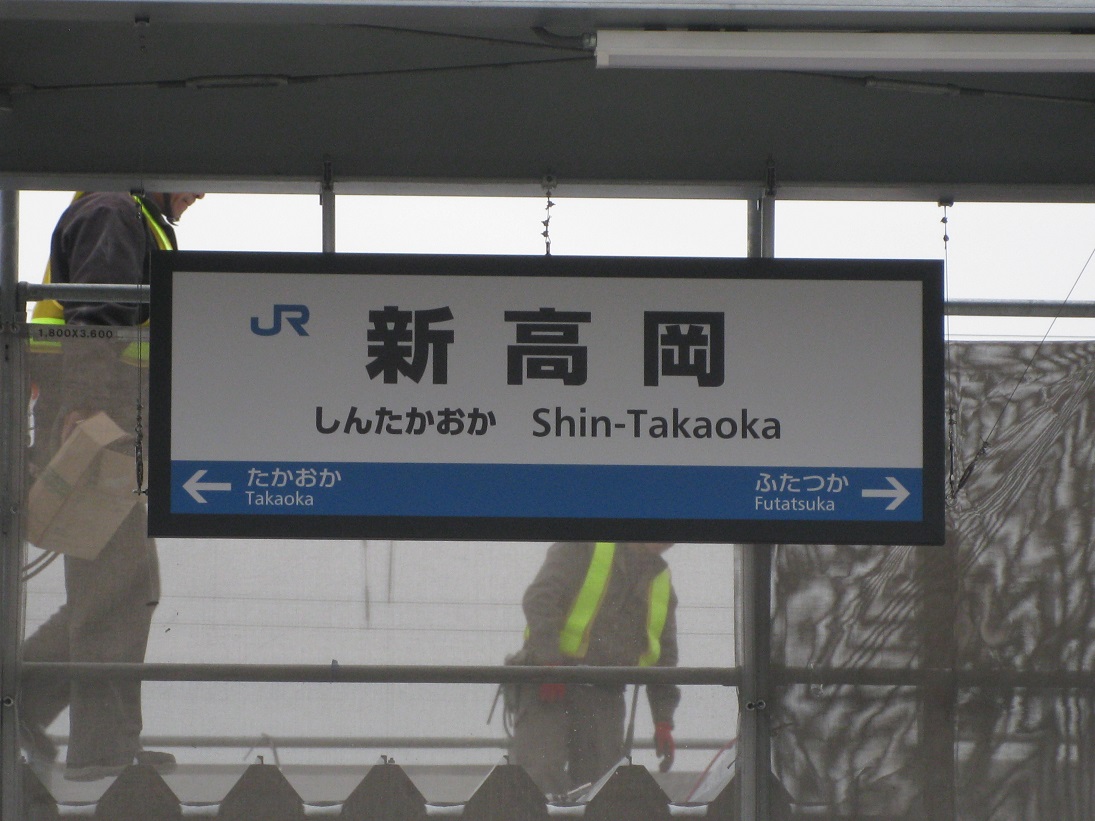 1,800X3,600
JR 新高岡
しんたかおか Shin-Takaoka
← たかおか
Takaoka
ふたつか →
Futatsuka